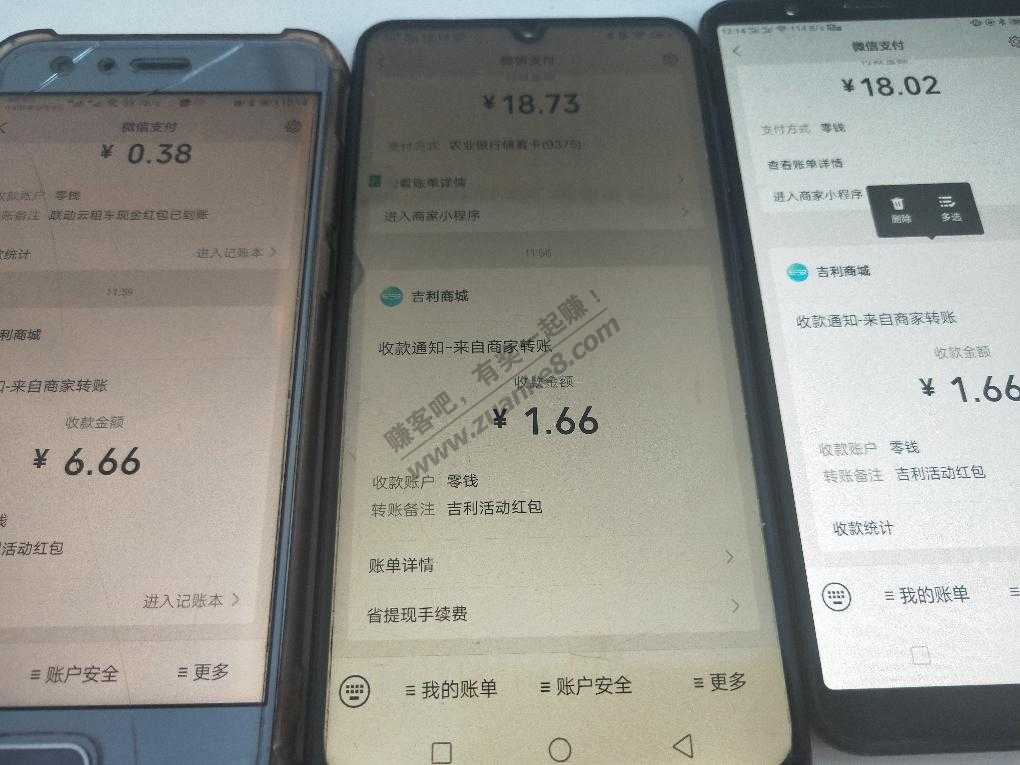 微信支付
¥ 0.38
收款账户 零钱
账备注 联动云租车现金红包已到账
款统计
进入记账本 >
11:59
利商城
知-来自商家转账
收款金额
¥ 6.66
钱
活动红包
进入记账本 >
≡账户安全
≡更多
微信支付
¥18.73
支付方式 农业银行储蓄卡(9375)
看账单详情
进入商家小程序
11:56
吉利商城
收款通知-来自商家转账
收款金额
¥ 1.66
收款账户 零钱
转账备注 吉利活动红包
账单详情
省提现手续费
≡我的账单
≡账户安全
≡更多
赚客吧,有奖一起赚!
www.zuanke8.com
12:14
微信支付
¥18.02
支付方式 零钱
查看账单详情
进入商家小程序
删除
多选
吉利商城
收款通知-来自商家转账
收款金额
¥ 1.66
收款账户 零钱
转账备注 吉利活动红包
收款统计
≡我的账单